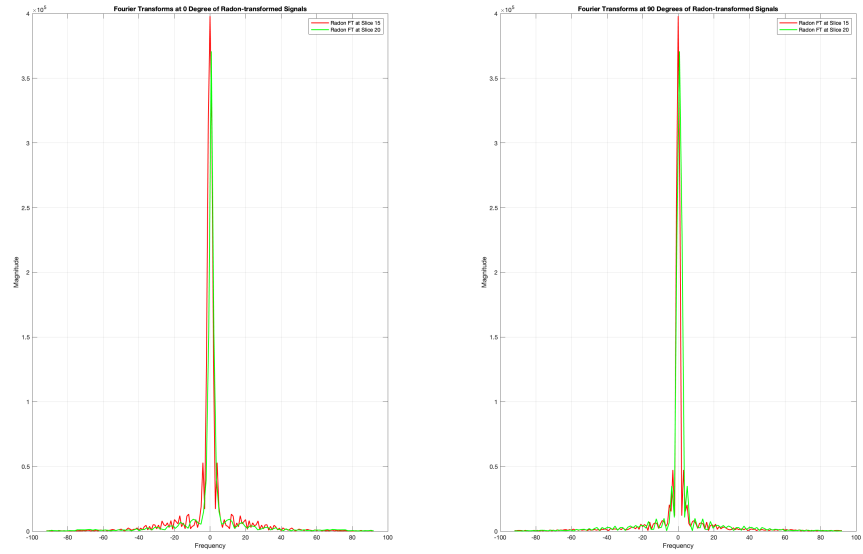 Fourier Transforms at 0 Degree of Radon-transformed Signals
×10⁵
Radon FT at Slice 15
Radon FT at Slice 20
4
3.5
3
2.5
2
1.5
1
0.5
0
Magnitude
-100 -80 -60 -40 -20 0 20 40 60 80 100
Frequency
Fourier Transforms at 90 Degrees of Radon-transformed Signals
×10⁵
Radon FT at Slice 15
Radon FT at Slice 20
4
3.5
3
2.5
2
1.5
1
0.5
0
Magnitude
-100 -80 -60 -40 -20 0 20 40 60 80 100
Frequency